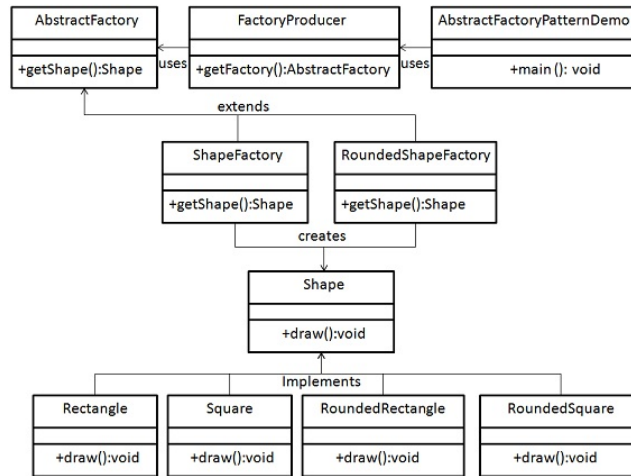 AbstractFactory
+getShape():Shape
uses
FactoryProducer
+getFactory():AbstractFactory
uses
AbstractFactoryPatternDemo
+main(): void
extends
ShapeFactory
+getShape():Shape
RoundedShapeFactory
+getShape():Shape
creates
Shape
+draw():void
Implements
Rectangle
+draw():void
Square
+draw():void
RoundedRectangle
+draw():void
RoundedSquare
+draw():void